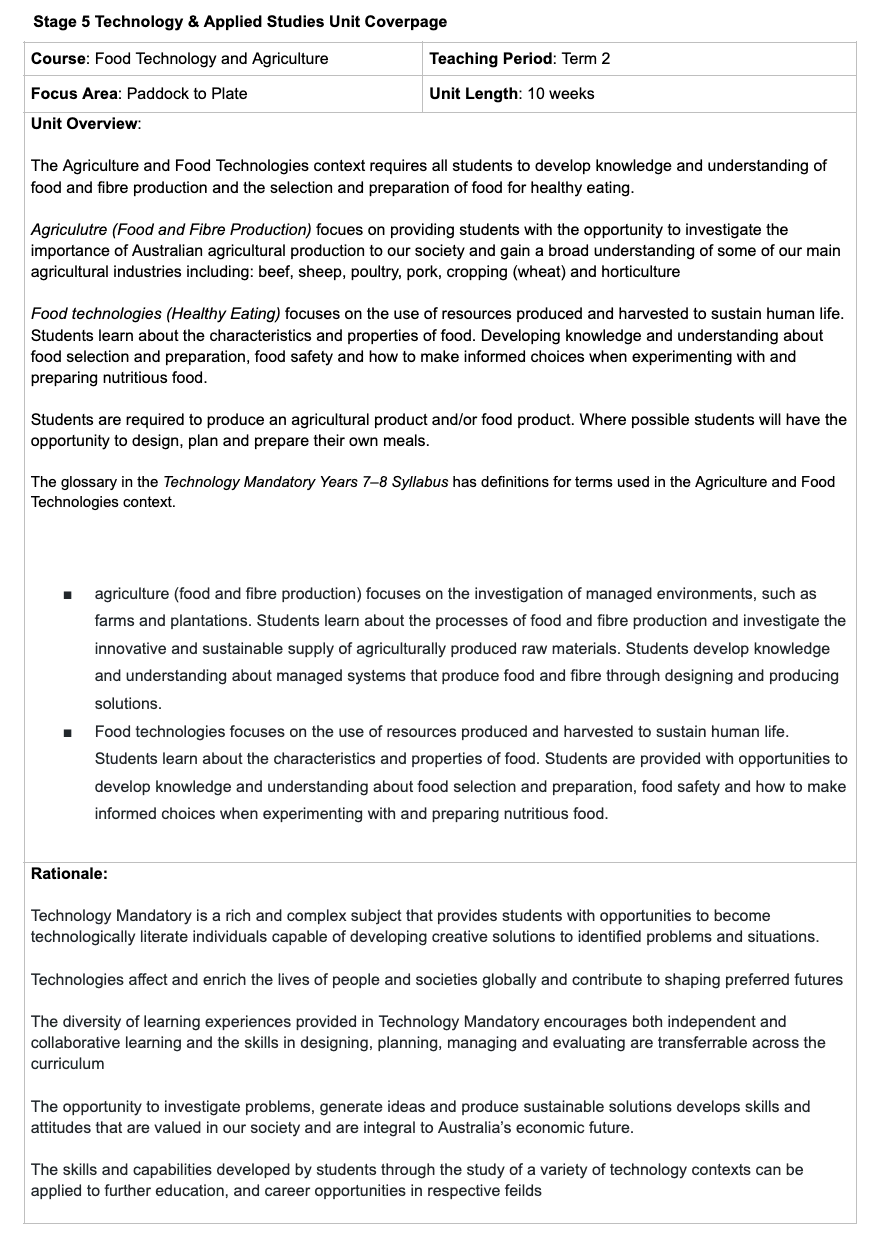 Stage 5 Technology & Applied Studies Unit Coverpage
Course: Food Technology and Agriculture
Teaching Period: Term 2
Focus Area: Paddock to Plate
Unit Length: 10 weeks
Unit Overview:
The Agriculture and Food Technologies context requires all students to develop knowledge and understanding of
food and fibre production and the selection and preparation of food for healthy eating.
Agriculutre (Food and Fibre Production) focuses on providing students with the opportunity to investigate the
importance of Australian agricultural production to our society and gain a broad understanding of some of our main
agricultural industries including: beef, sheep, poultry, pork, cropping (wheat) and horticulture
Food technologies (Healthy Eating) focuses on the use of resources produced and harvested to sustain human life.
Students learn about the characteristics and properties of food. Developing knowledge and understanding about
food selection and preparation, food safety and how to make informed choices when experimenting with and
preparing nutritious food.
Students are required to produce an agricultural product and/or food product. Where possible students will have the
opportunity to design, plan and prepare their own meals.
The glossary in the Technology Mandatory Years 7–8 Syllabus has definitions for terms used in the Agriculture and Food
Technologies context.
▪ agriculture (food and fibre production) focuses on the investigation of managed environments, such as
farms and plantations. Students learn about the processes of food and fibre production and investigate the
innovative and sustainable supply of agriculturally produced raw materials. Students develop knowledge
and understanding about managed systems that produce food and fibre through designing and producing
solutions.
▪ Food technologies focuses on the use of resources produced and harvested to sustain human life.
Students learn about the characteristics and properties of food. Students are provided with opportunities to
develop knowledge and understanding about food selection and preparation, food safety and how to make
informed choices when experimenting with and preparing nutritious food.
Rationale:
Technology Mandatory is a rich and complex subject that provides students with opportunities to become
technologically literate individuals capable of developing creative solutions to identified problems and situations.
Technologies affect and enrich the lives of people and societies globally and contribute to shaping preferred futures
The diversity of learning experiences provided in Technology Mandatory encourages both independent and
collaborative learning and the skills in designing, planning, managing and evaluating are transferrable across the
curriculum
The opportunity to investigate problems, generate ideas and produce sustainable solutions develops skills and
attitudes that are valued in our society and are integral to Australia’s economic future.
The skills and capabilities developed by students through the study of a variety of technology contexts can be
applied to further education, and career opportunities in respective feilds